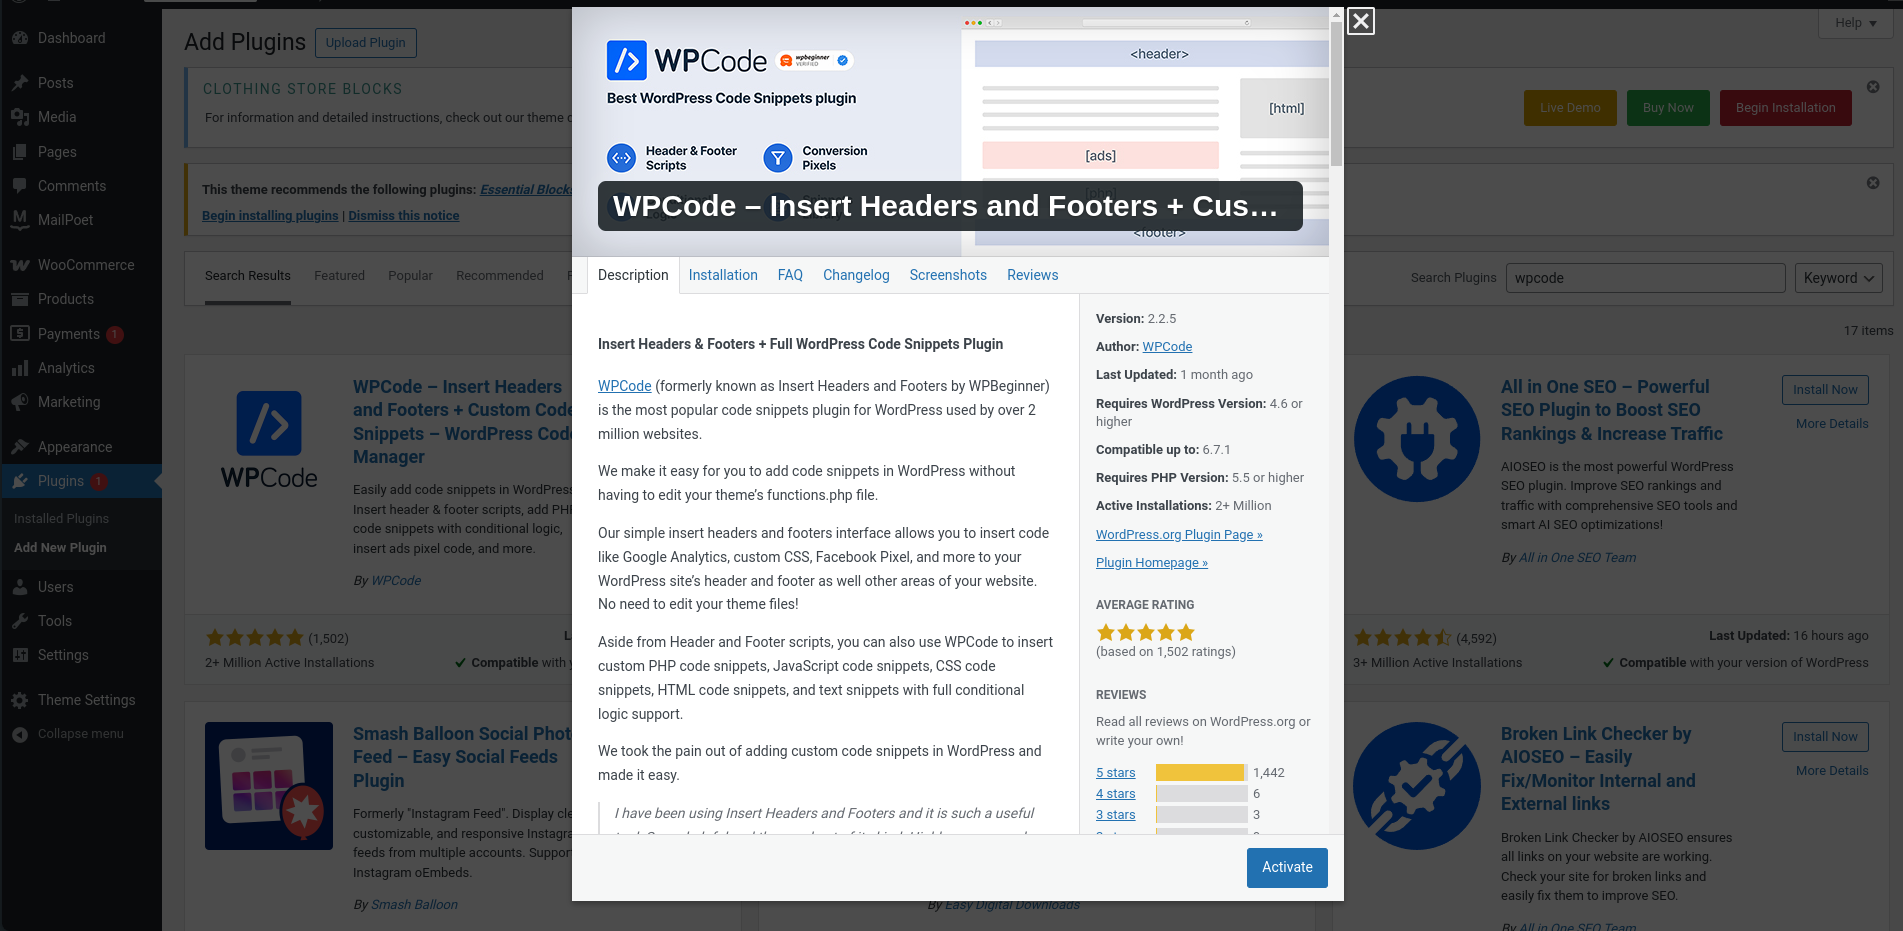 Dashboard
Posts
Media
Pages
Comments
MailPoet
WooCommerce
Products
Payments 1
Analytics
Marketing
Appearance
Plugins 1
Installed Plugins
Add New Plugin
Users
Tools
Settings
Theme Settings
Collapse menu
Add Plugins
Upload Plugin
Help
CLOTHING STORE BLOCKS
For information and detailed instructions, check out our theme
Live Demo
Buy Now
Begin Installation
This theme recommends the following plugins: Essential Blocks
Begin installing plugins | Dismiss this notice
Search Results
Featured
Popular
Recommended
Search Plugins
wpcode
Keyword
17 items
WPCode
WPCode – Insert Headers
and Footers + Custom Code
Snippets – WordPress Code
Manager
Easily add code snippets in WordPress
Insert header & footer scripts, add PHP
code snippets with conditional logic,
insert ads pixel code, and more.
By WPCode
(1,502)
2+ Million Active Installations
Compatible with
Smash Balloon Social Photo
Feed – Easy Social Feeds
Plugin
Formerly "Instagram Feed". Display
customizable, and responsive Instagram
feeds from multiple accounts. Supports
Instagram oEmbeds.
By Smash Balloon
WPCode
wpbeginner
VERIFIED
Best WordPress Code Snippets plugin
Header & Footer
Scripts
Conversion
Pixels
<header>
[html]
[ads]
[php]
<footer>
WPCode – Insert Headers and Footers + Cus…
Description
Installation
FAQ
Changelog
Screenshots
Reviews
Insert Headers & Footers + Full WordPress Code Snippets Plugin
WPCode (formerly known as Insert Headers and Footers by WPBeginner)
is the most popular code snippets plugin for WordPress used by over 2
million websites.
We make it easy for you to add code snippets in WordPress without
having to edit your theme’s functions.php file.
Our simple insert headers and footers interface allows you to insert code
like Google Analytics, custom CSS, Facebook Pixel, and more to your
WordPress site’s header and footer as well other areas of your website.
No need to edit your theme files!
Aside from Header and Footer scripts, you can also use WPCode to insert
custom PHP code snippets, JavaScript code snippets, CSS code
snippets, HTML code snippets, and text snippets with full conditional
logic support.
We took the pain out of adding custom code snippets in WordPress and
made it easy.
I have been using Insert Headers and Footers and it is such a useful
Version: 2.2.5
Author: WPCode
Last Updated: 1 month ago
Requires WordPress Version: 4.6 or
higher
Compatible up to: 6.7.1
Requires PHP Version: 5.5 or higher
Active Installations: 2+ Million
WordPress.org Plugin Page »
Plugin Homepage »
AVERAGE RATING
(based on 1,502 ratings)
REVIEWS
Read all reviews on WordPress.org or
write your own!
5 stars 1,442
4 stars 6
3 stars 3
Activate
By Easy Digital Downloads
All in One SEO – Powerful
SEO Plugin to Boost SEO
Rankings & Increase Traffic
Install Now
More Details
AIOSEO is the most powerful WordPress
SEO plugin. Improve SEO rankings and
traffic with comprehensive SEO tools and
smart AI SEO optimizations!
By All in One SEO Team
(4,592)
Last Updated: 16 hours ago
3+ Million Active Installations
Compatible with your version of WordPress
Broken Link Checker by
AIOSEO – Easily
Fix/Monitor Internal and
External links
Install Now
More Details
Broken Link Checker by AIOSEO ensures
all links on your website are working.
Check your site for broken links and
easily fix them to improve SEO.
By All in One SEO Team